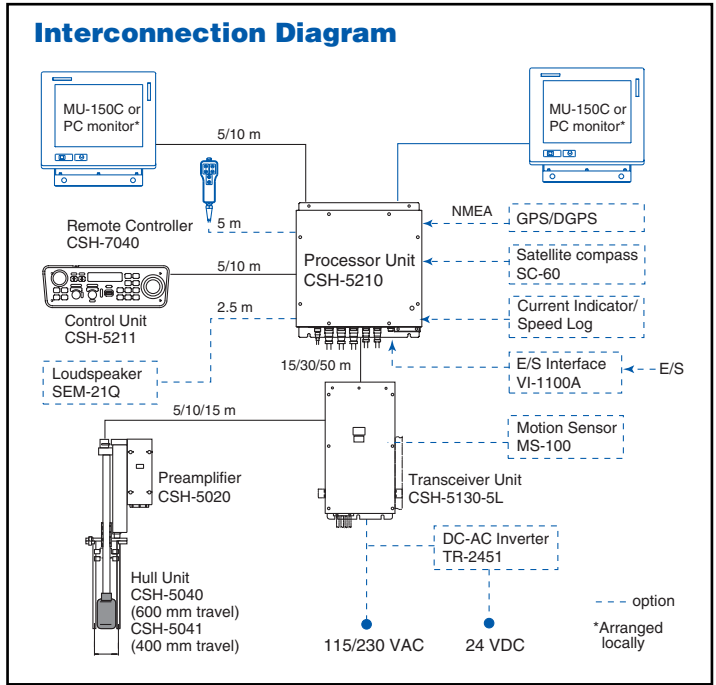 Interconnection Diagram
MU-150C or
PC monitor*
5/10 m
MU-150C or
PC monitor*
Remote Controller
CSH-7040
5 m
NMEA
GPS/DGPS
Processor Unit
CSH-5210
Satellite compass
SC-60
5/10 m
Control Unit
CSH-5211
2.5 m
Current Indicator/
Speed Log
Loudspeaker
SEM-21Q
15/30/50 m
E/S Interface
VI-1100A
E/S
5/10/15 m
Motion Sensor
MS-100
Preamplifier
CSH-5020
Transceiver Unit
CSH-5130-5L
DC-AC Inverter
TR-2451
Hull Unit
CSH-5040
(600 mm travel)
CSH-5041
(400 mm travel)
115/230 VAC
24 VDC
--- option
*Arranged
locally